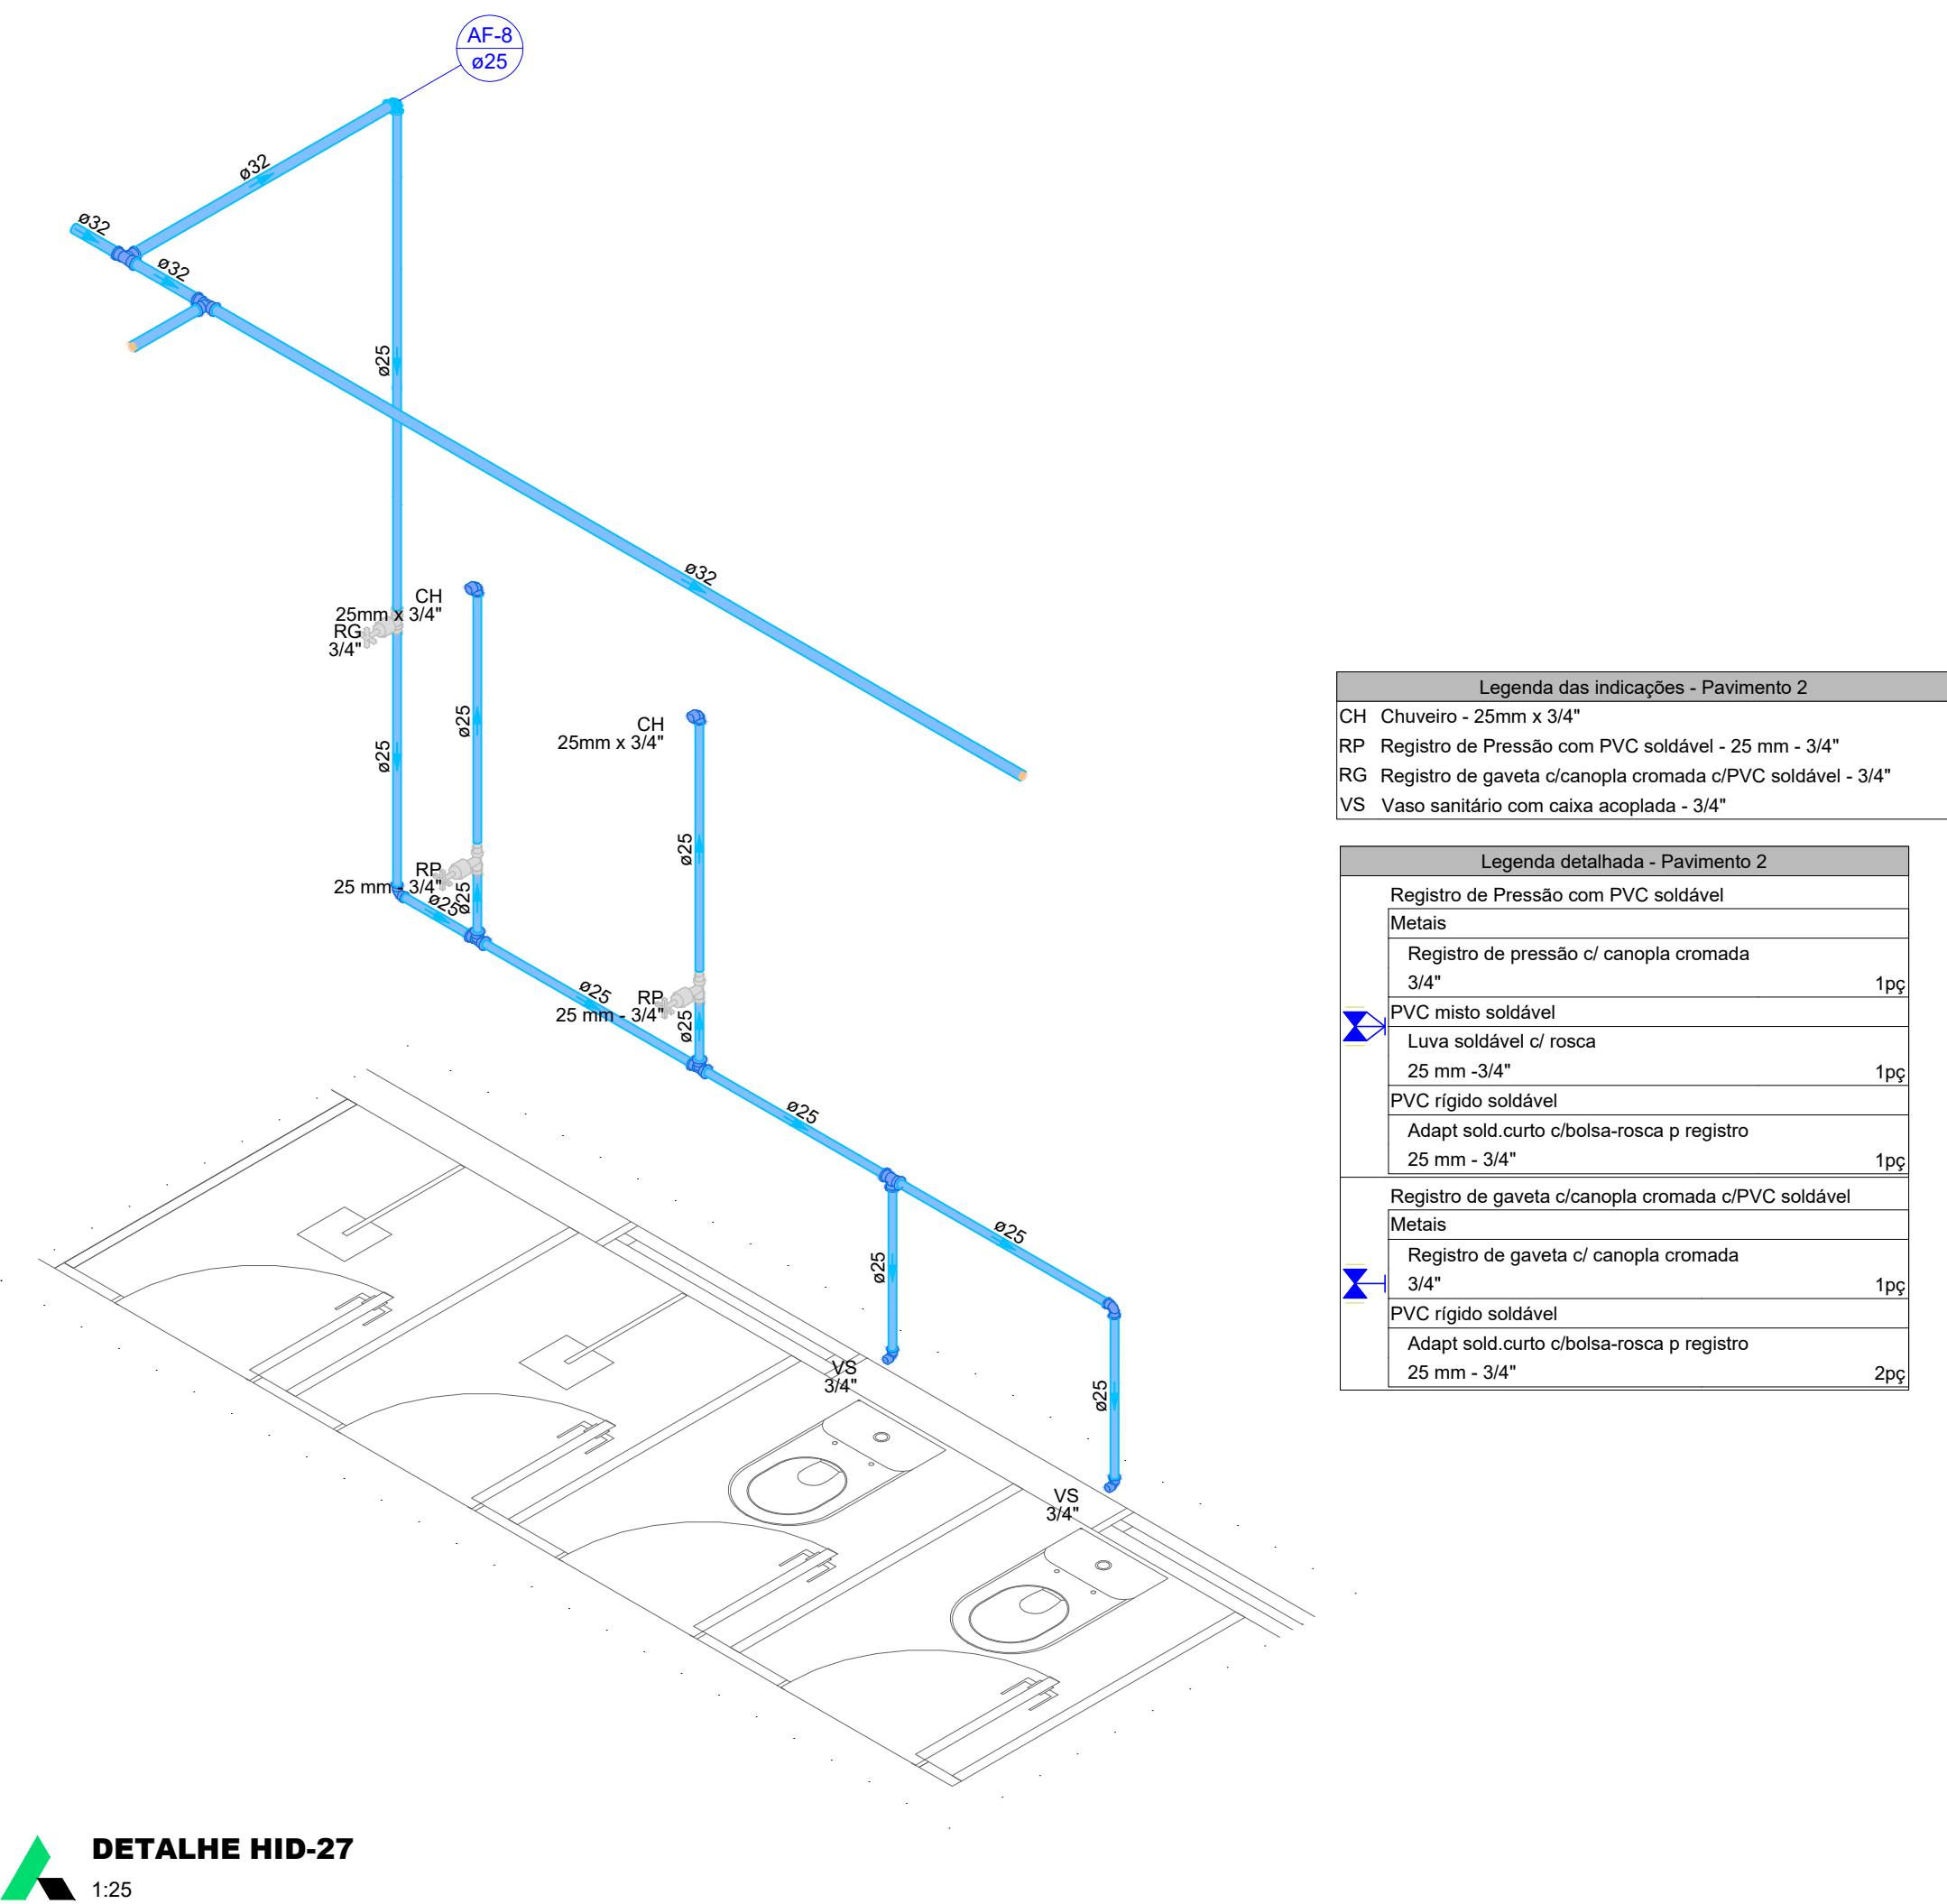 AF-8
ø25
ø32
ø32
ø32
ø25
ø32
CH
25mm x 3/4"
RG
3/4"
ø25
ø25
CH
25mm x 3/4"
ø25
RP
25 mm - 3/4"
ø25
ø25
ø25
RP
25 mm - 3/4"
ø25
ø25
ø25
ø25
VS
3/4"
ø25
VS
3/4"
Legenda das indicações - Pavimento 2
CH Chuveiro - 25mm x 3/4"
RP Registro de Pressão com PVC soldável - 25 mm - 3/4"
RG Registro de gaveta c/canopla cromada c/PVC soldável - 3/4"
VS Vaso sanitário com caixa acoplada - 3/4"
Legenda detalhada - Pavimento 2
Registro de Pressão com PVC soldável
Metais
Registro de pressão c/ canopla cromada
3/4" 1pç
PVC misto soldável
Luva soldável c/ rosca
25 mm -3/4" 1pç
PVC rígido soldável
Adapt sold.curto c/bolsa-rosca p registro
25 mm - 3/4" 1pç
Registro de gaveta c/canopla cromada c/PVC soldável
Metais
Registro de gaveta c/ canopla cromada
3/4" 1pç
PVC rígido soldável
Adapt sold.curto c/bolsa-rosca p registro
25 mm - 3/4" 2pç
DETALHE HID-27
1:25